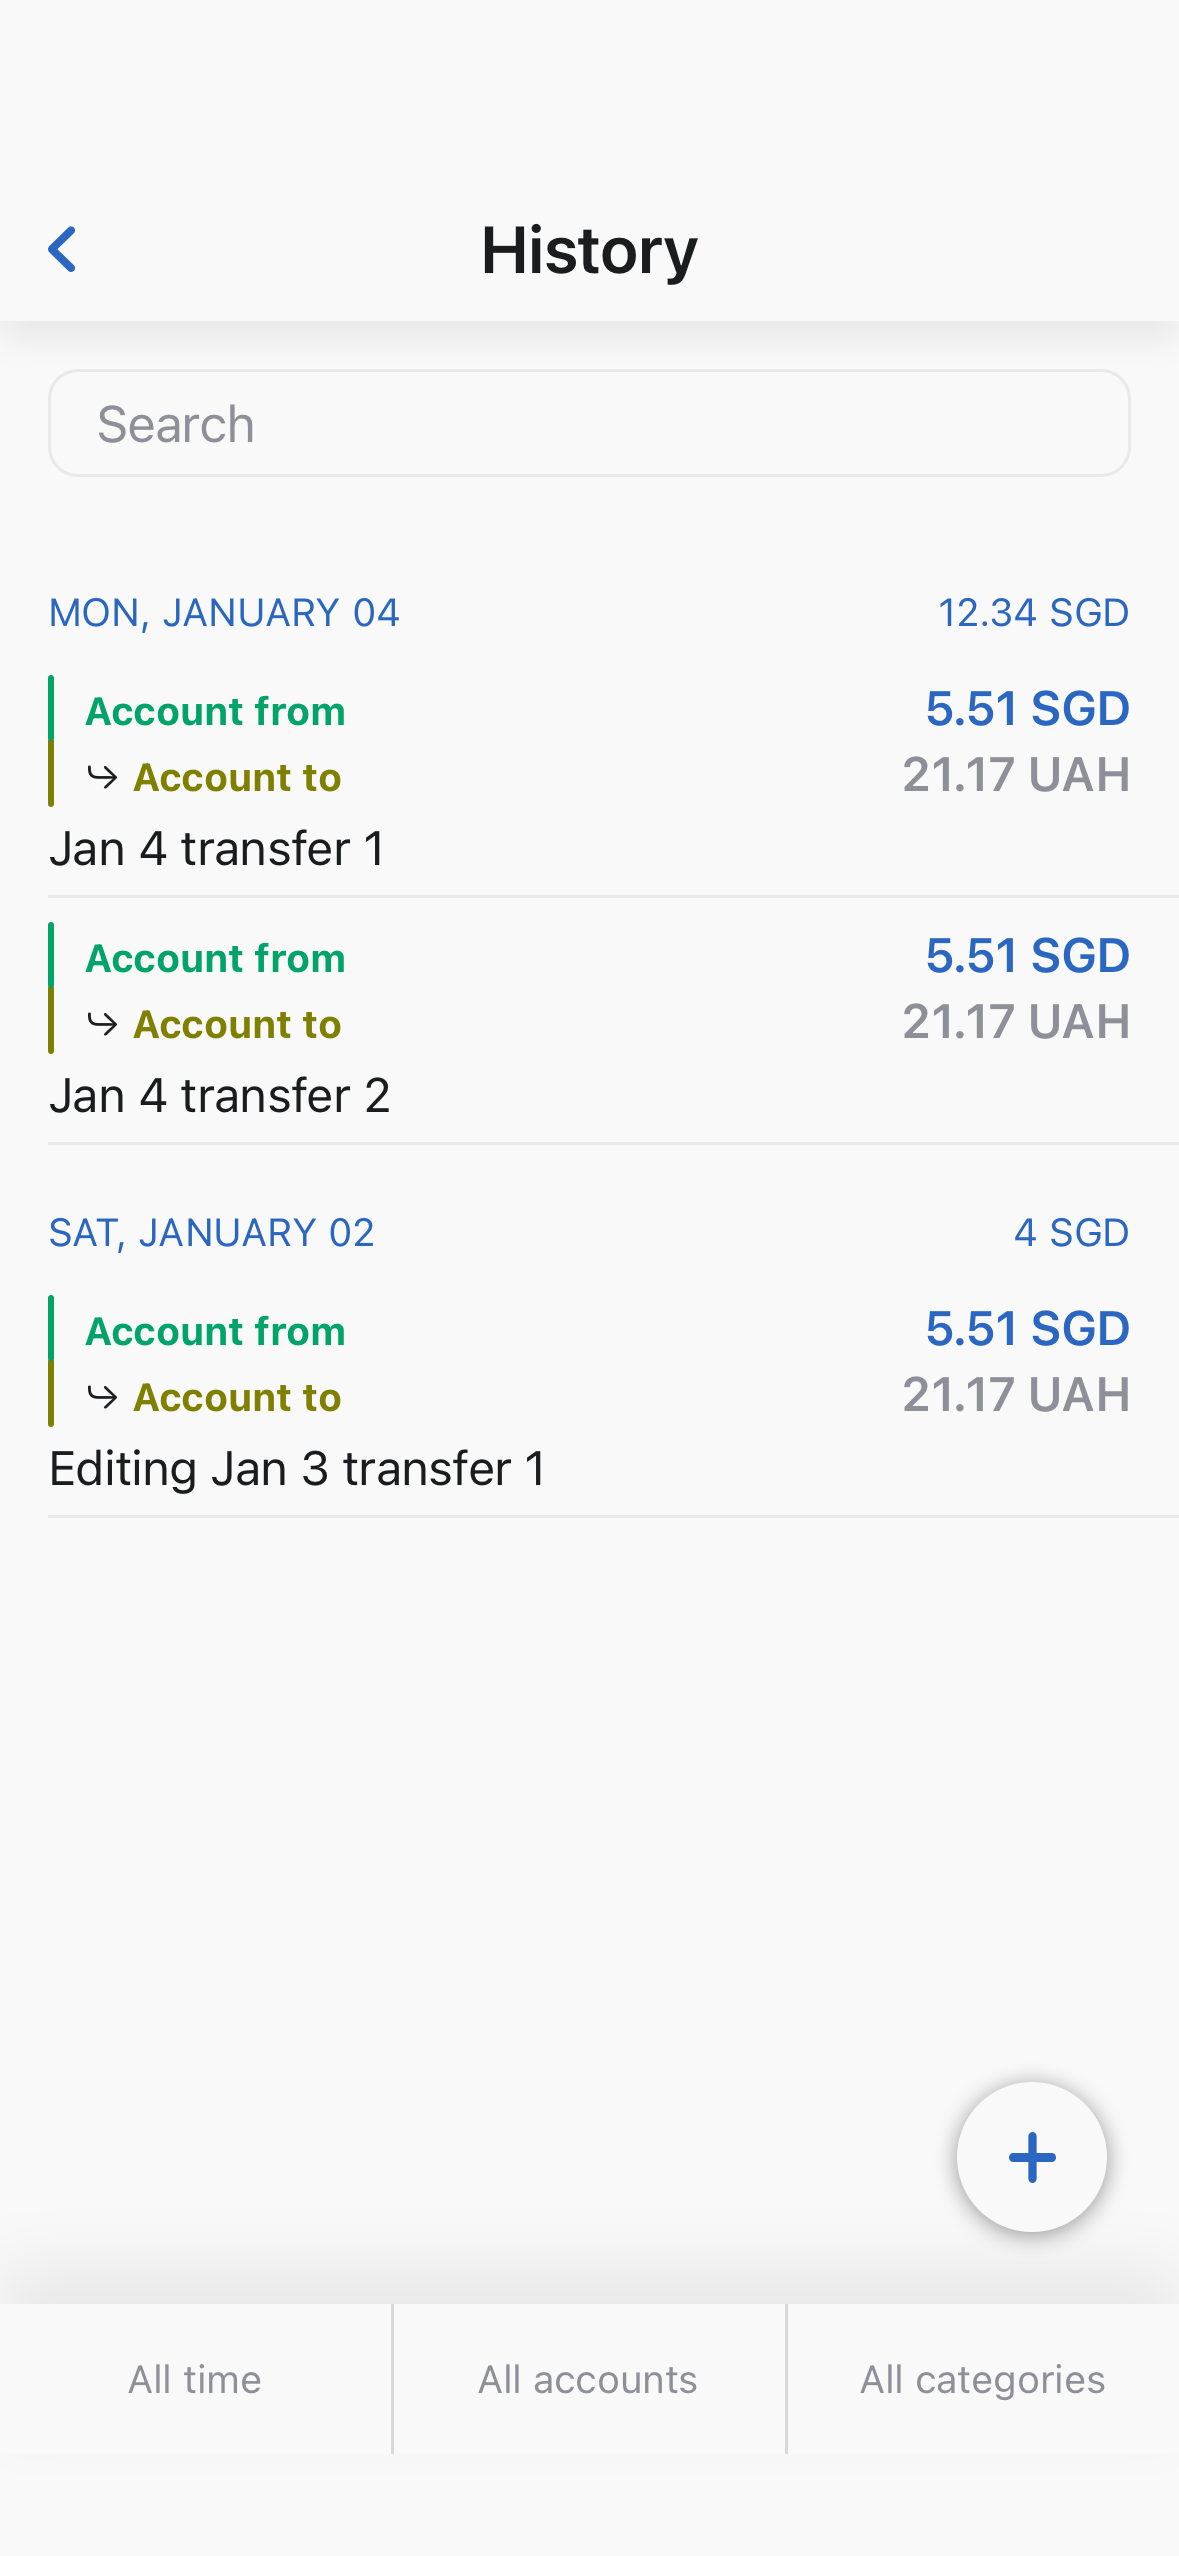 History
Search
MON, JANUARY 04 12.34 SGD
Account from 5.51 SGD
Account to 21.17 UAH
Jan 4 transfer 1
Account from 5.51 SGD
Account to 21.17 UAH
Jan 4 transfer 2
SAT, JANUARY 02 4 SGD
Account from 5.51 SGD
Account to 21.17 UAH
Editing Jan 3 transfer 1
All time All accounts All categories